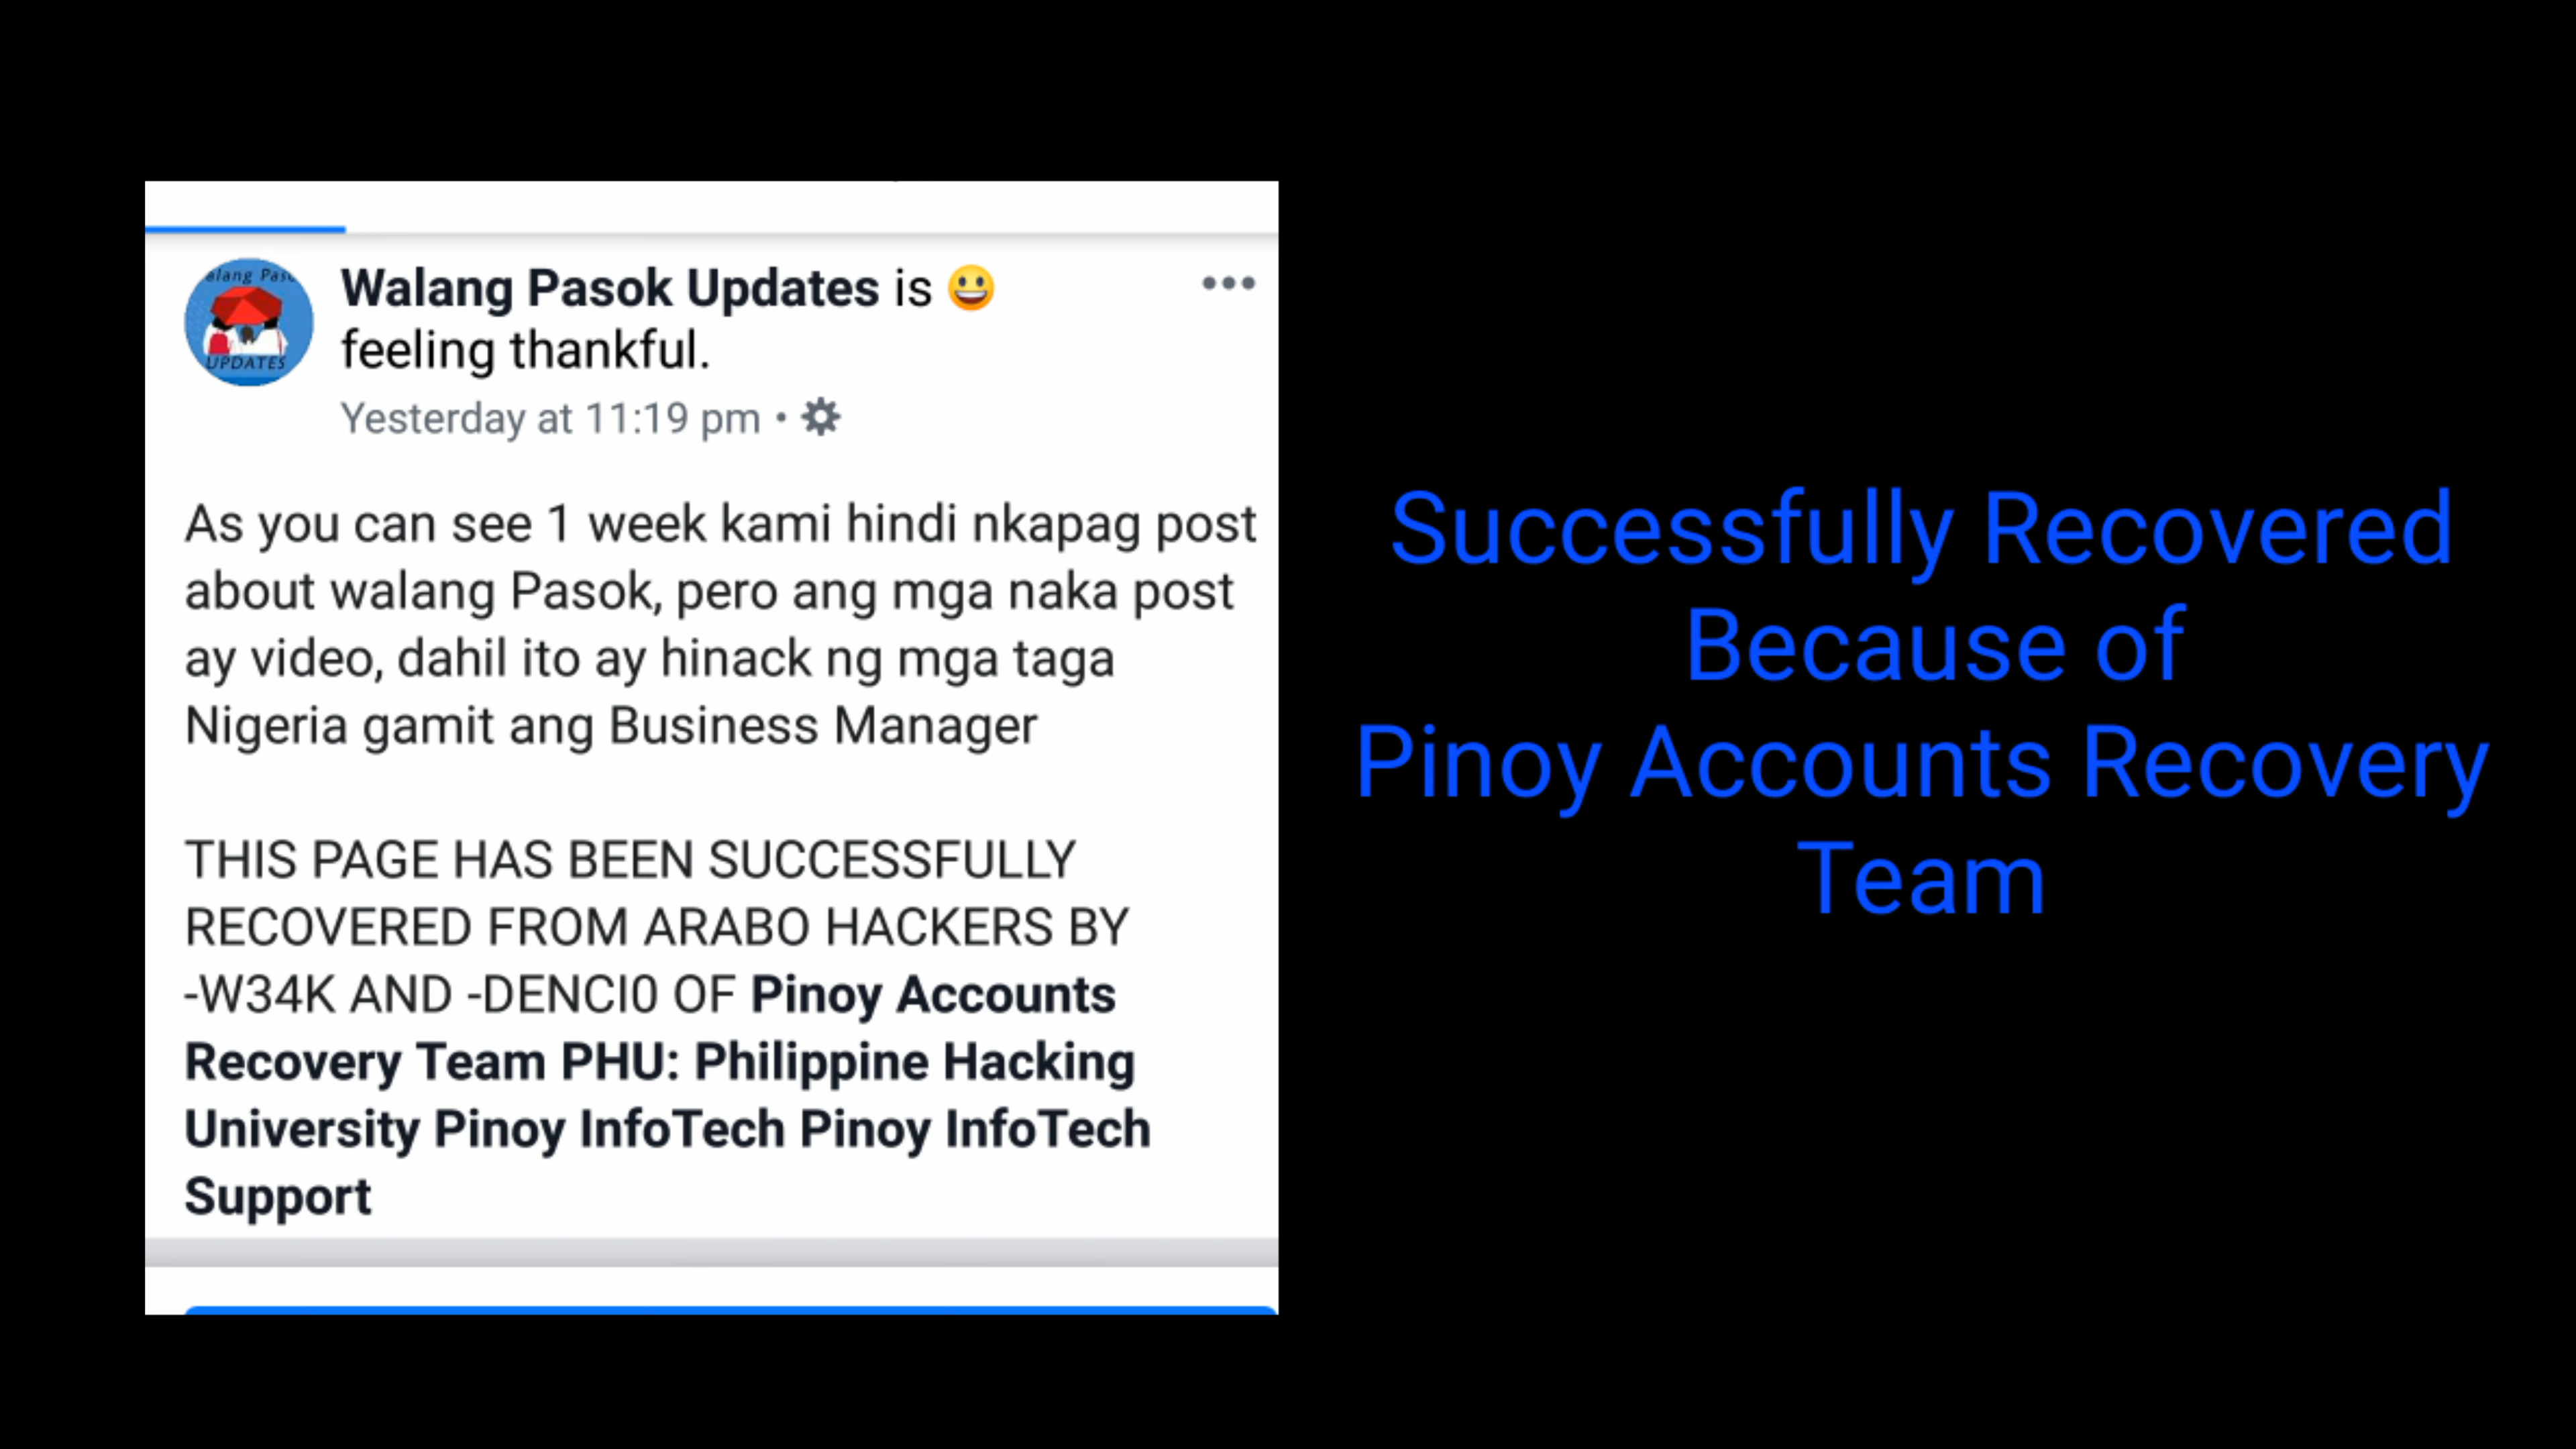 alang Pas
UPDATES
Walang Pasok Updates is 😀
feeling thankful.
Yesterday at 11:19 pm •
As you can see 1 week kami hindi nkapag post
about walang Pasok, pero ang mga naka post
ay video, dahil ito ay hinack ng mga taga
Nigeria gamit ang Business Manager
THIS PAGE HAS BEEN SUCCESSFULLY
RECOVERED FROM ARABO HACKERS BY
-W34K AND -DENCI0 OF Pinoy Accounts
Recovery Team PHU: Philippine Hacking
University Pinoy InfoTech Pinoy InfoTech
Support
Successfully Recovered
Because of
Pinoy Accounts Recovery
Team